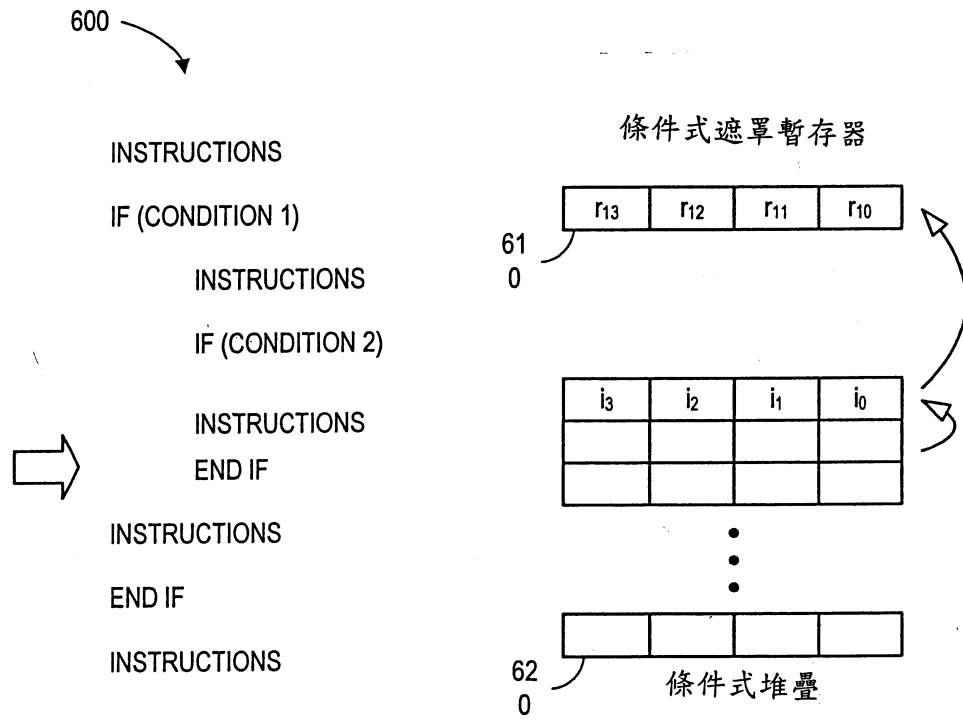 600
INSTRUCTIONS
IF (CONDITION 1)
INSTRUCTIONS
IF (CONDITION 2)
INSTRUCTIONS
END IF
INSTRUCTIONS
END IF
INSTRUCTIONS
條件式遮罩暫存器
r13 r12 r11 r10
61
0
i3 i2 i1 i0
62
0
條件式堆疊